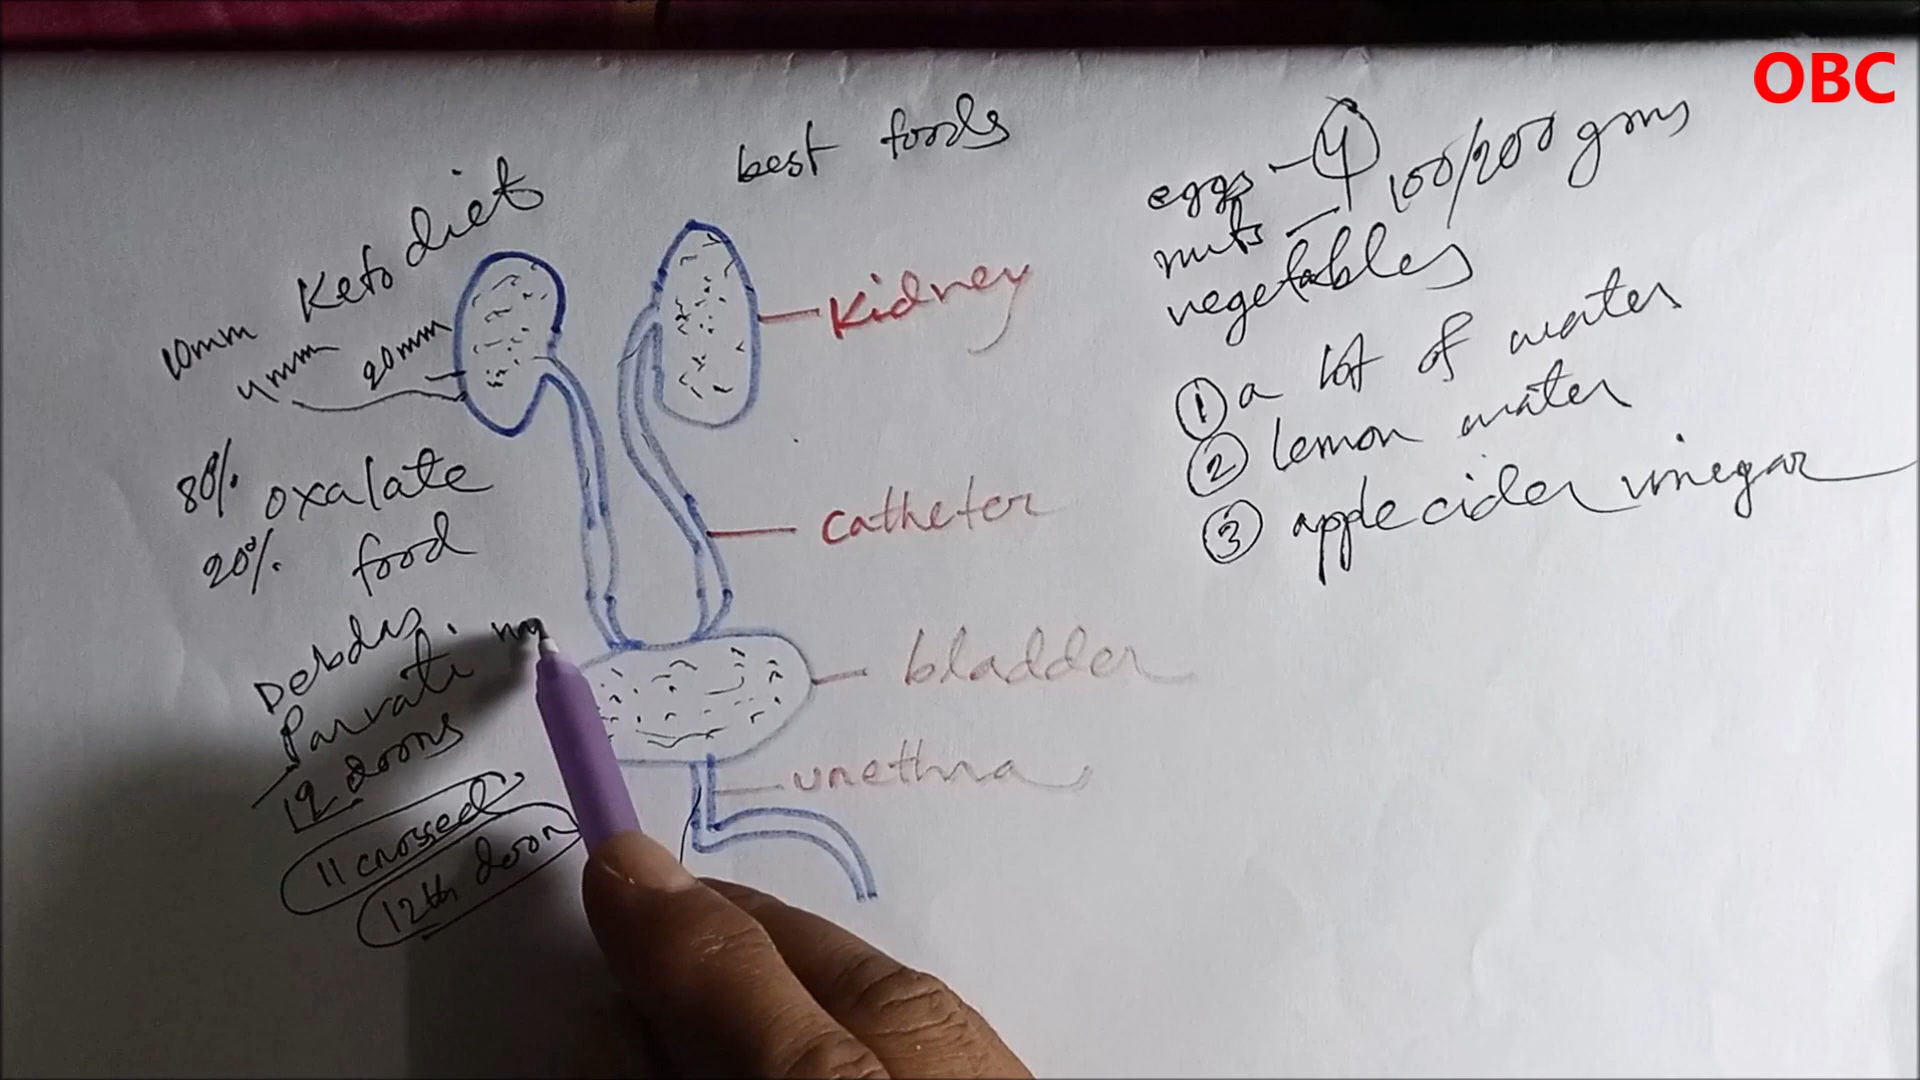 OBC
best foods
Keto diet
10mm
4mm
20mm
Kidney
80% oxalate
20% food
catheter
Debdas
Parvati
12 doors
11 crossed
12th door
bladder
urethra
eggs - 4
nuts - 100/200 gms
vegetables
① a lot of water
② lemon water
③ apple cider vinegar